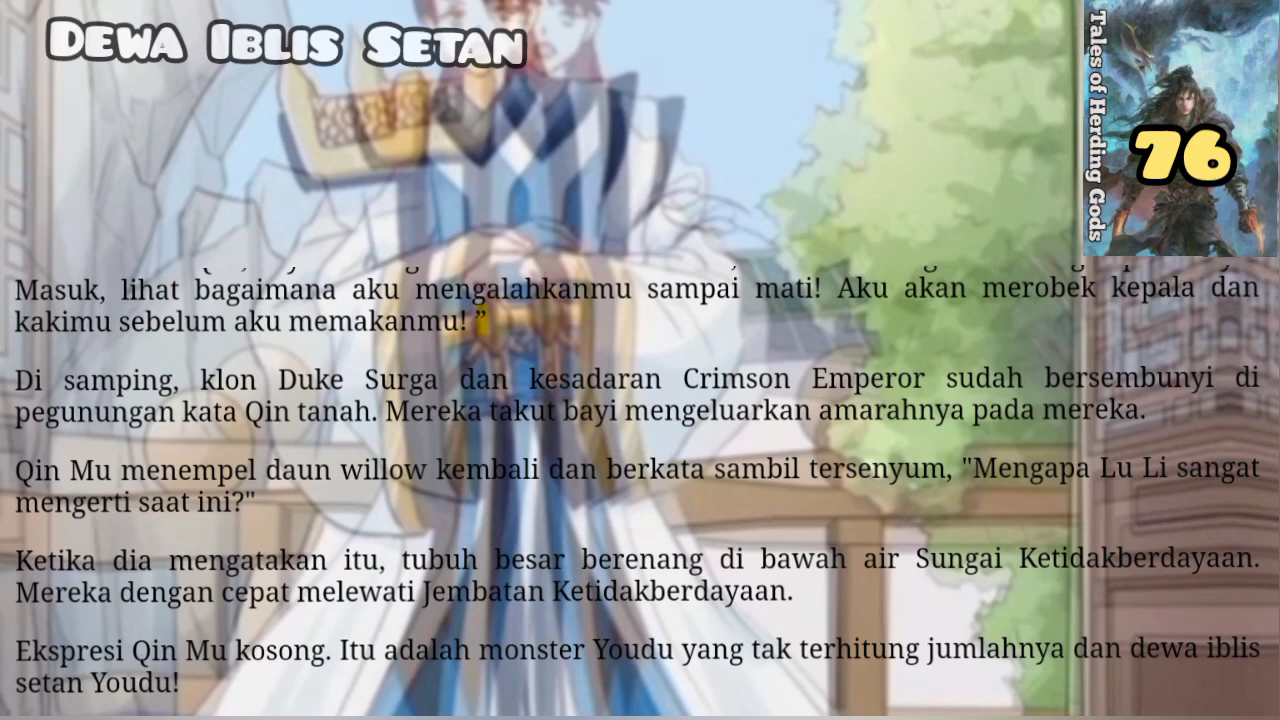 Dewa Iblis Setan
Tales of Herding Gods
76
Masuk, lihat bagaimana aku mengalahkanmu sampai mati! Aku akan merobek kepala dan
kakimu sebelum aku memakanmu! ”
Di samping, klon Duke Surga dan kesadaran Crimson Emperor sudah bersembunyi di
pegunungan kata Qin tanah. Mereka takut bayi mengeluarkan amarahnya pada mereka.
Qin Mu menempel daun willow kembali dan berkata sambil tersenyum, "Mengapa Lu Li sangat
mengerti saat ini?"
Ketika dia mengatakan itu, tubuh besar berenang di bawah air Sungai Ketidakberdayaan.
Mereka dengan cepat melewati Jembatan Ketidakberdayaan.
Ekspresi Qin Mu kosong. Itu adalah monster Youdu yang tak terhitung jumlahnya dan dewa iblis
setan Youdu!